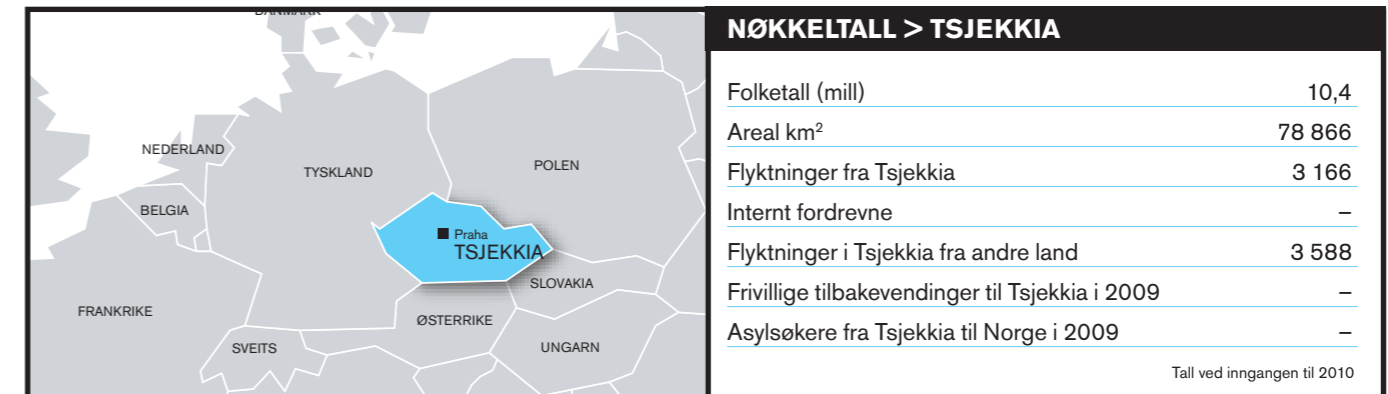 DANMARK
NEDERLAND
TYSKLAND
POLEN
BELGIA
Praha
TSJEKKIA
SLOVAKIA
FRANKRIKE
ØSTERRIKE
SVEITS
UNGARN
NØKKELTALL > TSJEKKIA
Folketall (mill) 10,4
Areal km² 78 866
Flyktninger fra Tsjekkia 3 166
Internt fordrevne –
Flyktninger i Tsjekkia fra andre land 3 588
Frivillige tilbakevendinger til Tsjekkia i 2009 –
Asylsøkere fra Tsjekkia til Norge i 2009 –
Tall ved inngangen til 2010